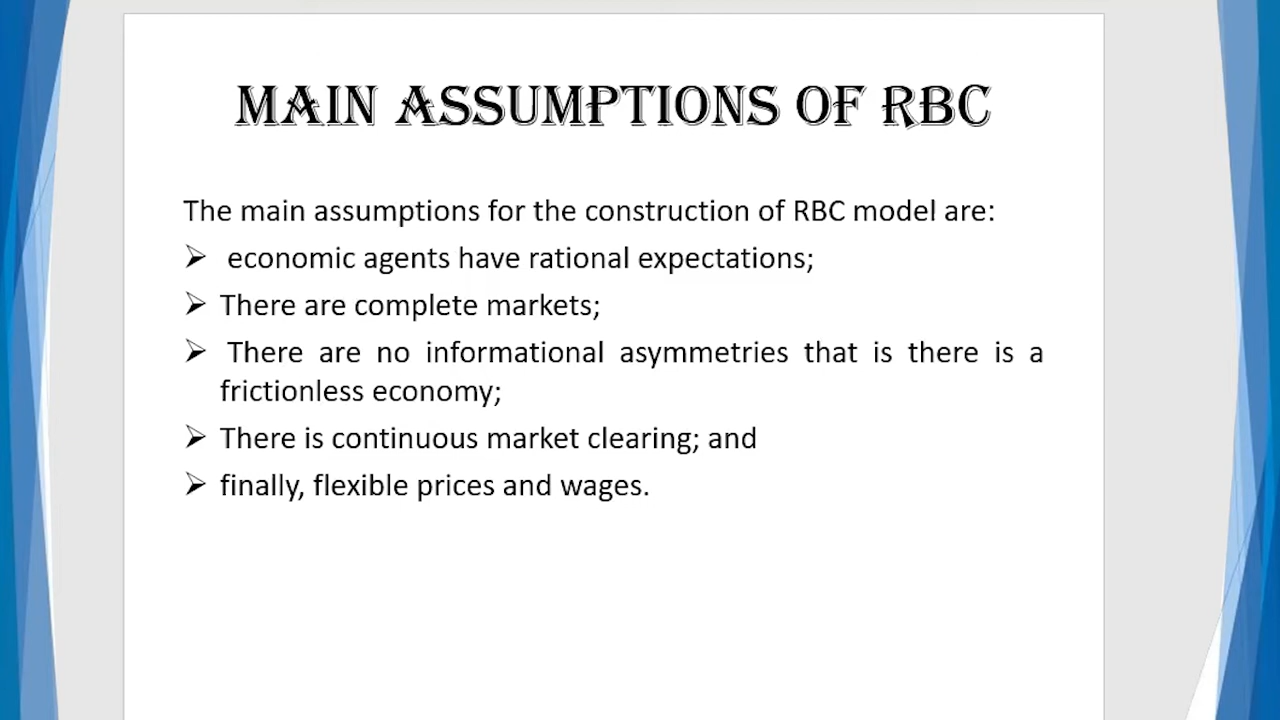 MAIN ASSUMPTIONS OF RBC
The main assumptions for the construction of RBC model are:
➢ economic agents have rational expectations;
➢ There are complete markets;
➢ There are no informational asymmetries that is there is a
frictionless economy;
➢ There is continuous market clearing; and
➢ finally, flexible prices and wages.